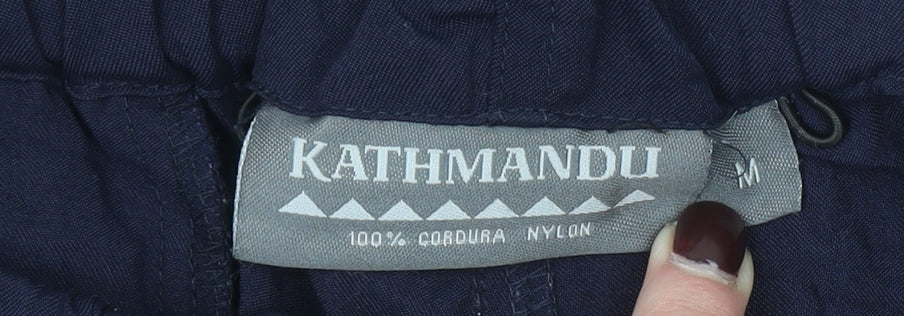 KATHMANDU
100% CORDURA NYLON
M